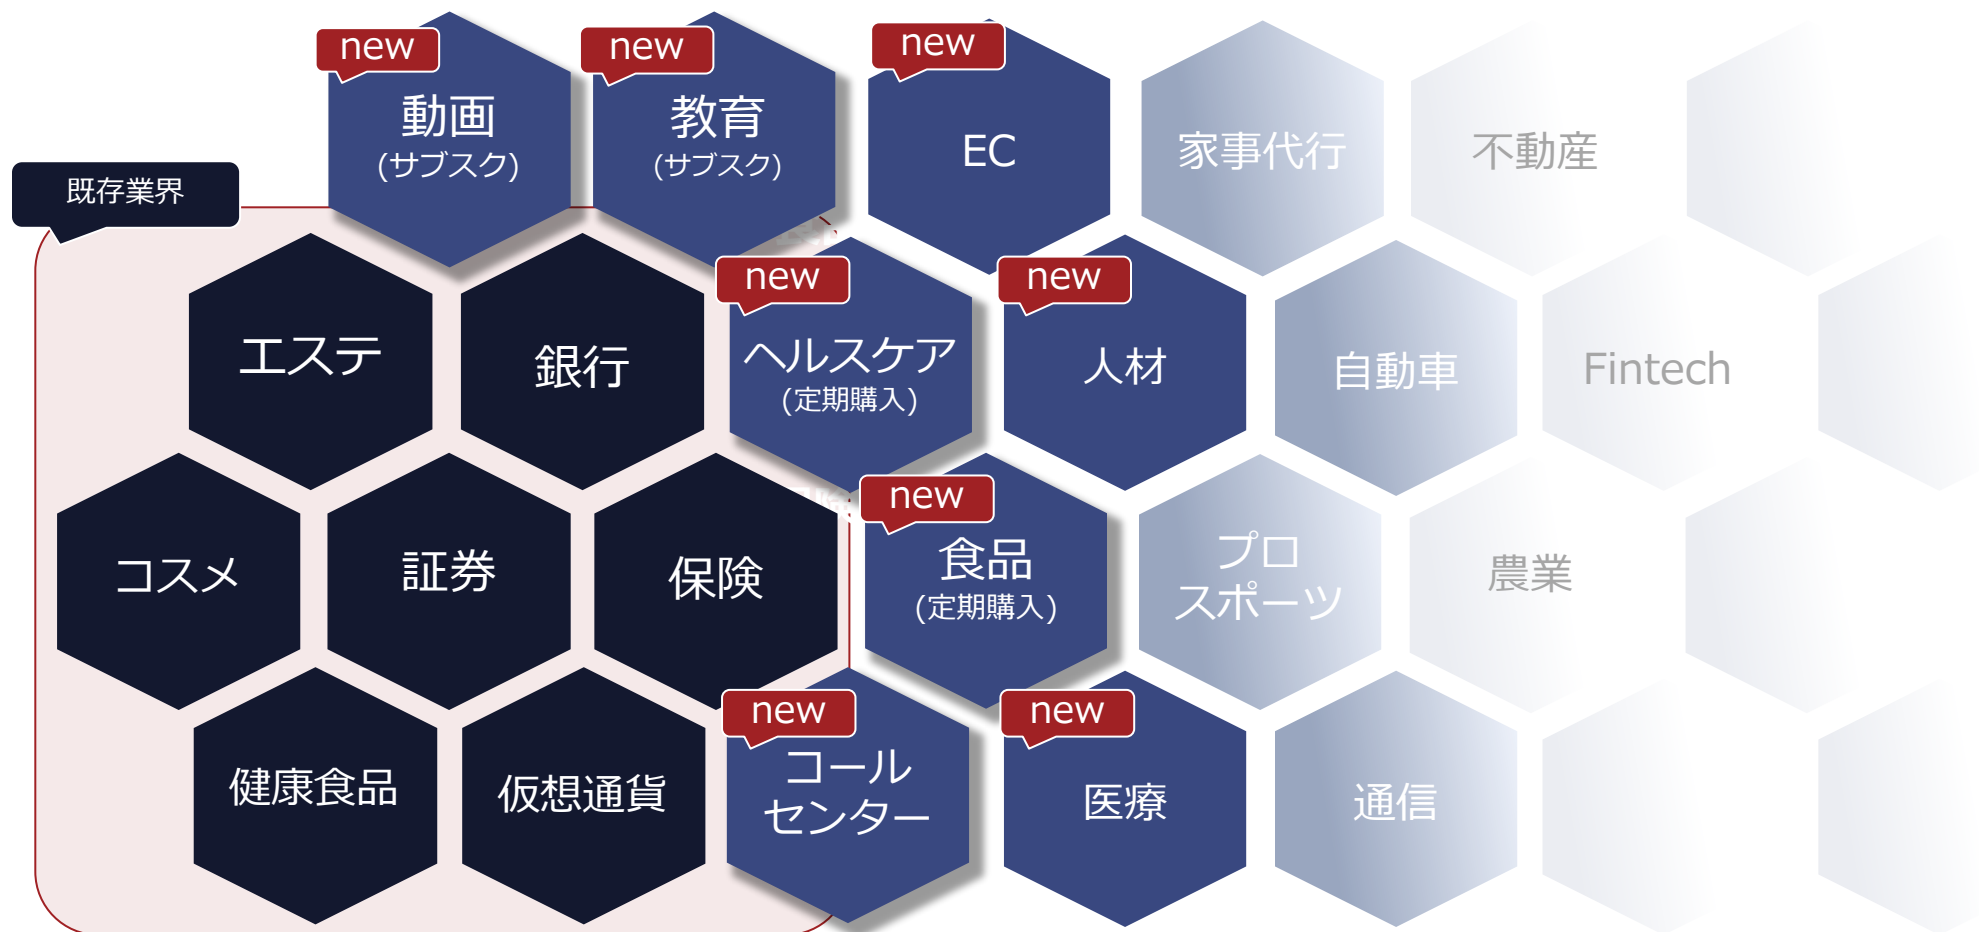 new
new
new
動画
(サブスク)
教育
(サブスク)
EC
家事代行
不動産
既存業界
new
new
エステ
銀行
ヘルスケア
(定期購入)
人材
自動車
Fintech
new
コスメ
証券
保険
食品
(定期購入)
プロ
スポーツ
農業
new
new
健康食品
仮想通貨
コール
センター
医療
通信